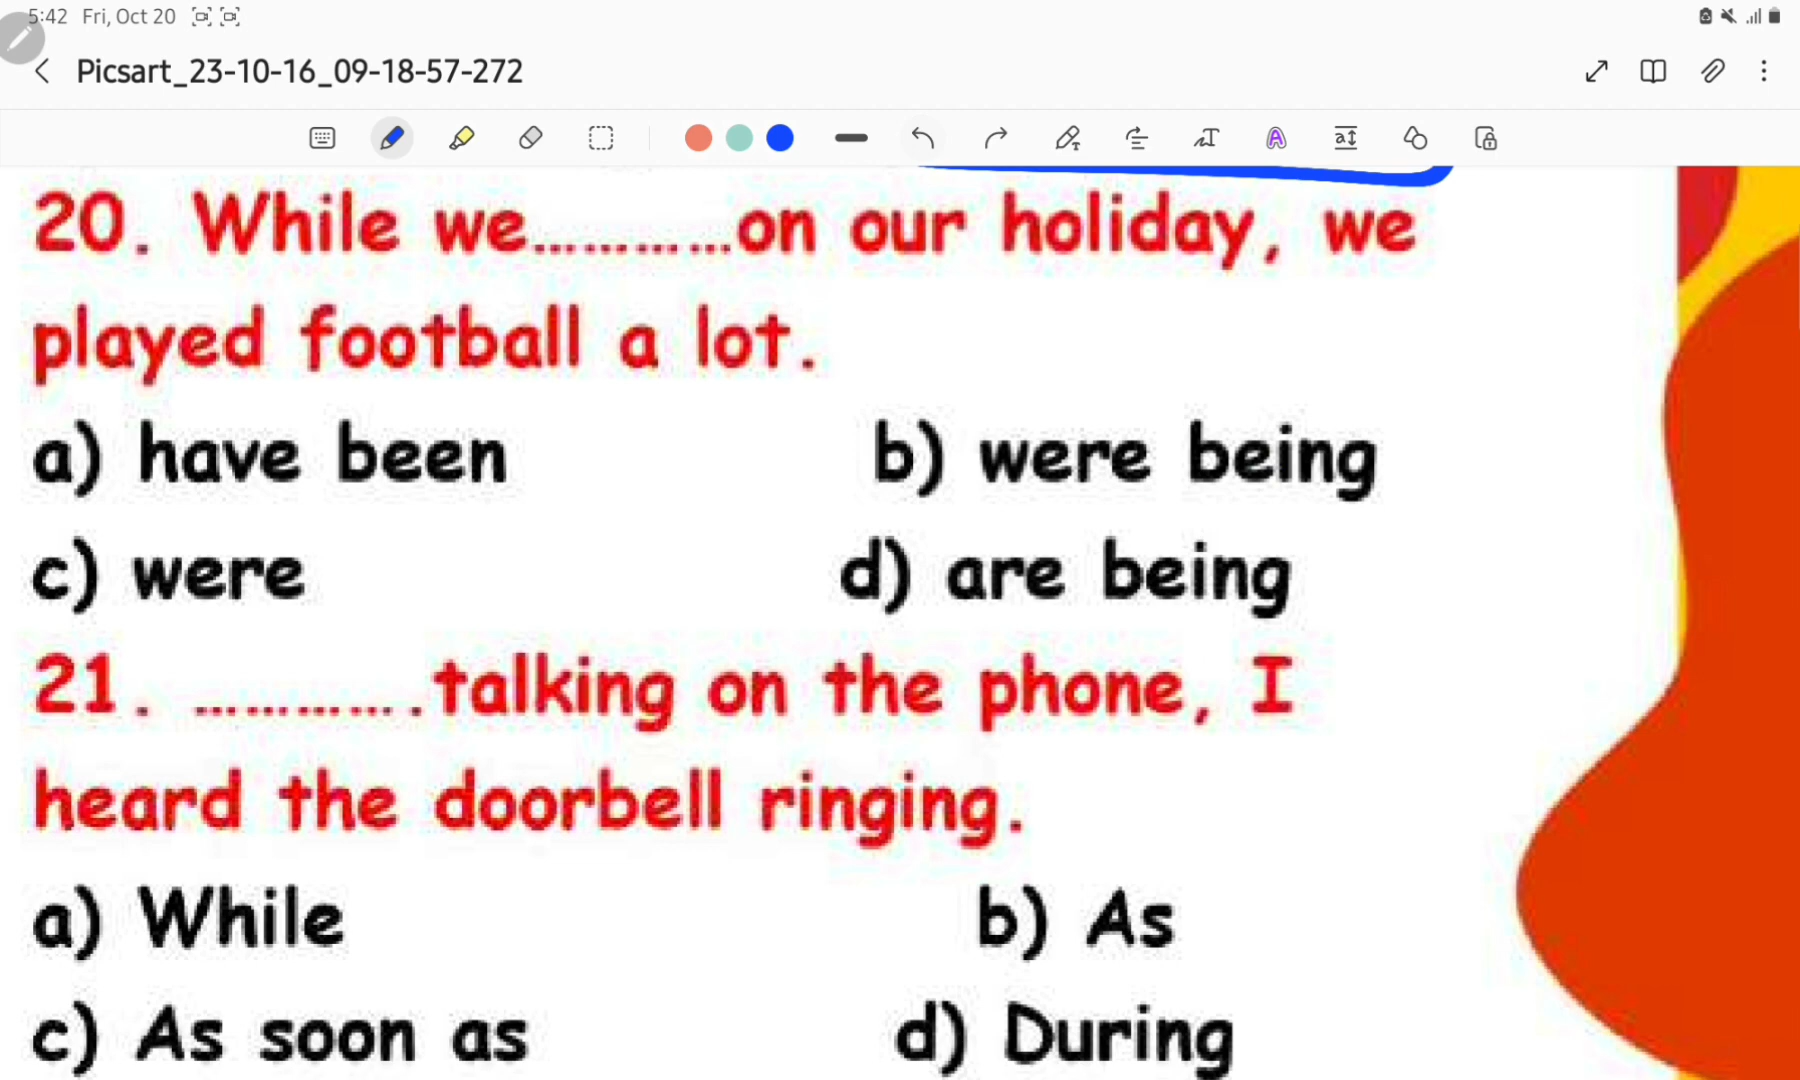 5:42 Fri, Oct 20
Picsart_23-10-16_09-18-57-272
20. While we............on our holiday, we
played football a lot.
a) have been b) were being
c) were d) are being
21. .............talking on the phone, I
heard the doorbell ringing.
a) While b) As
c) As soon as d) During